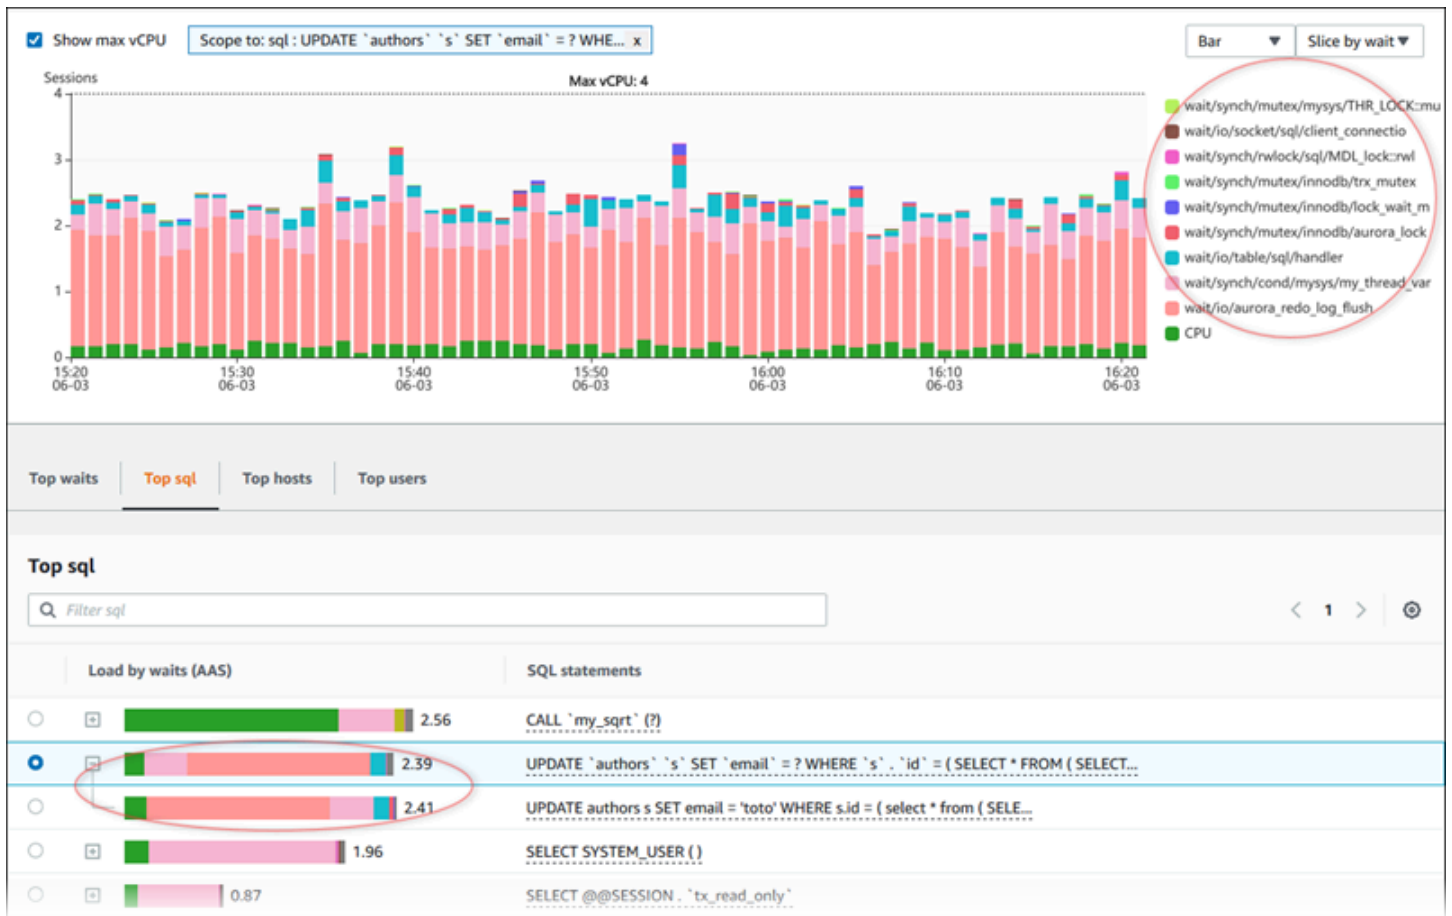 Show max vCPU
Scope to: sql : UPDATE `authors` `s` SET `email` = ? WHE... x
Bar
Slice by wait
Sessions
Max vCPU: 4
4
3
2
1
0
15:20 06-03
15:30 06-03
15:40 06-03
15:50 06-03
16:00 06-03
16:10 06-03
16:20 06-03
wait/synch/mutex/mysys/THR_LOCK::mu
wait/io/socket/sql/client_connectio
wait/synch/rwlock/sql/MDL_lock::rwl
wait/synch/mutex/innodb/trx_mutex
wait/synch/mutex/innodb/lock_wait_m
wait/synch/mutex/innodb/aurora_lock
wait/io/table/sql/handler
wait/synch/cond/mysys/my_thread_var
wait/io/aurora_redo_log_flush
CPU
Top waits
Top sql
Top hosts
Top users
Top sql
Filter sql
1
Load by waits (AAS)
SQL statements
2.56
CALL `my_sqrt` (?)
2.39
UPDATE `authors` `s` SET `email` = ? WHERE `s` . `id` = ( SELECT * FROM ( SELECT...
2.41
UPDATE authors s SET email = 'toto' WHERE s.id = ( select * from ( SELE...
1.96
SELECT SYSTEM_USER ( )
0.87
SELECT @@SESSION . `tx_read_only`